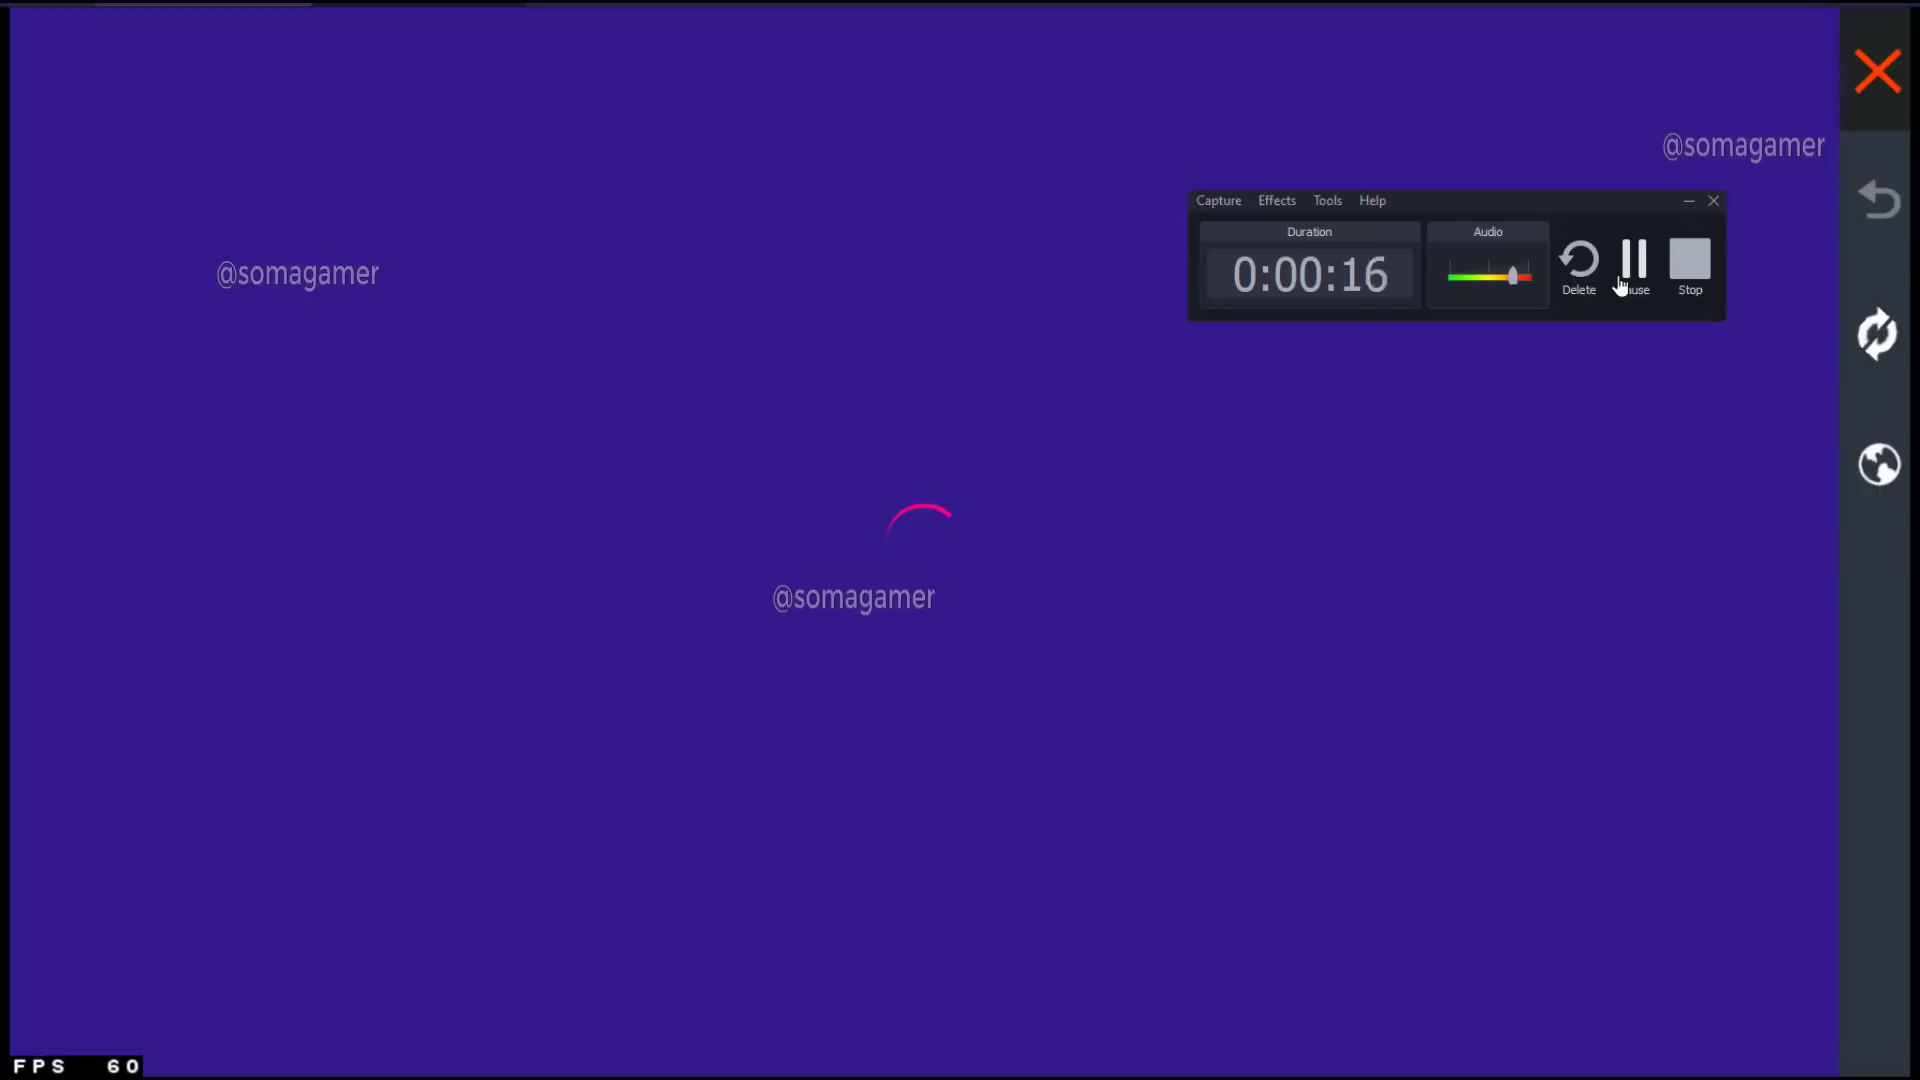 @somagamer
Capture Effects Tools Help
Duration
Audio
0:00:16
Delete
Stop
@somagamer
@somagamer
FPS 60